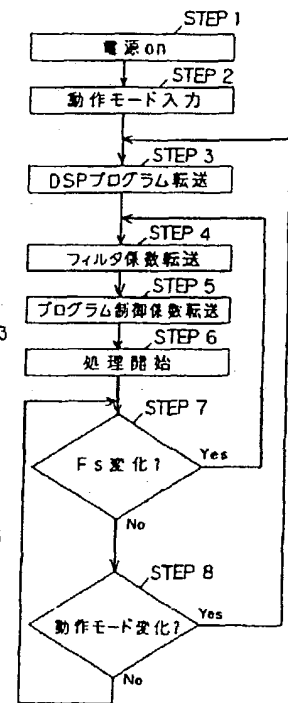 STEP 1
電源on
STEP 2
動作モード入力
STEP 3
DSPプログラム転送
STEP 4
フィルタ係数転送
STEP 5
プログラム制御係数転送
STEP 6
処理開始
STEP 7
Fs変化?
Yes
No
STEP 8
動作モード変化?
Yes
No
3